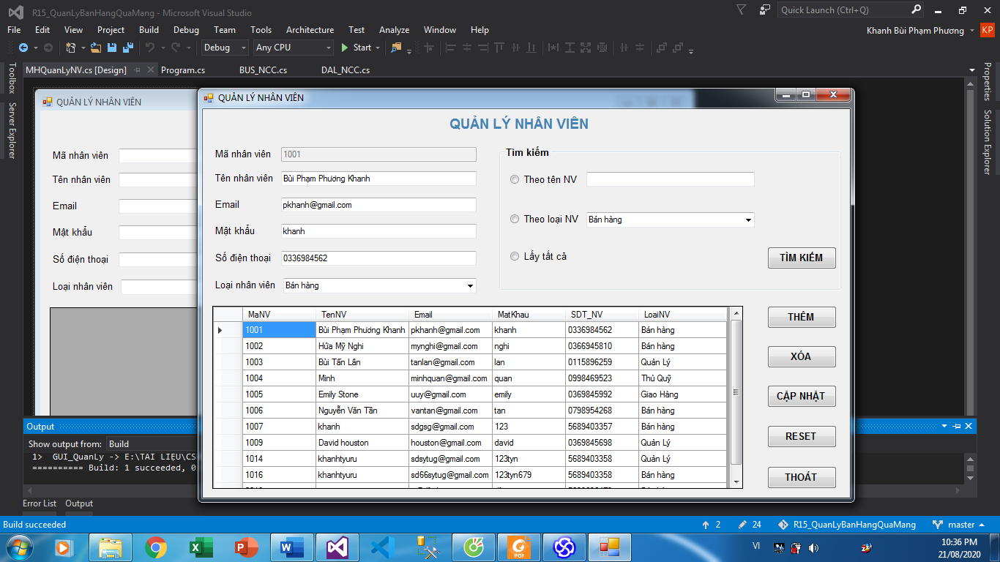 R15_QuanLyBanHangQuaMang - Microsoft Visual Studio
Quick Launch (Ctrl+Q)
File Edit View Project Build Debug Team Tools Architecture Test Analyze Window Help
Khanh Bùi Phạm Phương KP
Debug Any CPU Start
MHQuanLyNV.cs [Design] Program.cs BUS_NCC.cs DAL_NCC.cs
Toolbox
Server Explorer
Properties
Solution Explorer
QUẢN LÝ NHÂN VIÊN
Mã nhân viên
Tên nhân viên
Email
Mật khẩu
Số điện thoại
Loại nhân viên
QUẢN LÝ NHÂN VIÊN
QUẢN LÝ NHÂN VIÊN
Mã nhân viên 1001
Tên nhân viên Bùi Phạm Phương Khanh
Email pkhanh@gmail.com
Mật khẩu khanh
Số điện thoại 0336984562
Loại nhân viên Bán hàng
Tìm kiếm
Theo tên NV
Theo loại NV Bán hàng
Lấy tất cả
TÌM KIẾM
MaNV TenNV Email MatKhau SDT_NV LoaiNV
1001 Bùi Phạm Phương Khanh pkhanh@gmail.com khanh 0336984562 Bán hàng
1002 Hứa Mỹ Nghi mynghi@gmail.com nghi 0366945810 Bán hàng
1003 Bùi Tấn Lân tanlan@gmail.com lan 0115896259 Quản Lý
1004 Minh minhquan@gmail.com quan 0998469523 Thủ Quỹ
1005 Emily Stone uuy@gmail.com emily 0369845992 Giao Hàng
1006 Nguyễn Văn Tần vantan@gmail.com tan 0798954268 Bán hàng
1007 khanh sdgsg@gmail.com 123 5689403357 Bán hàng
1009 David houston houston@gmail.com david 0369845698 Quản Lý
1014 khanhtyuru sdsytug@gmail.com 123tyn 5689403358 Quản Lý
1016 khanhtyuru sd66sytug@gmail.com 123tyn679 5689403358 Bán hàng
THÊM
XÓA
CẬP NHẬT
RESET
THOÁT
Output
Show output from: Build
1> GUI_QuanLy -> E:\TAI LIỆU\CS
========== Build: 1 succeeded, 0
Error List Output
Build succeeded
2 24 R15_QuanLyBanHangQuaMang master
VI
10:36 PM
21/08/2020
PDF